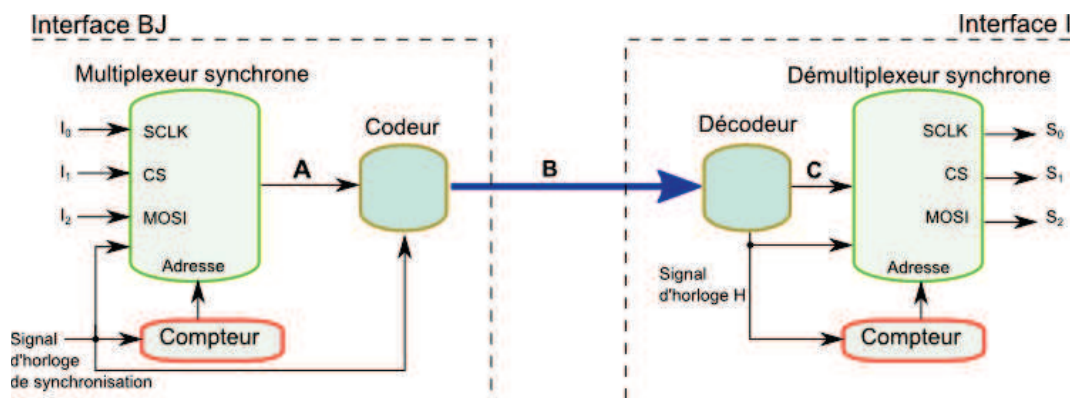 Interface BJ
Interface I
Multiplexeur synchrone
Démultiplexeur synchrone
Codeur
Décodeur
I0
SCLK
I1
CS
I2
MOSI
A
B
C
SCLK
S0
CS
S1
MOSI
S2
Adresse
Adresse
Compteur
Compteur
Signal
d'horloge
de synchronisation
Signal
d'horloge H